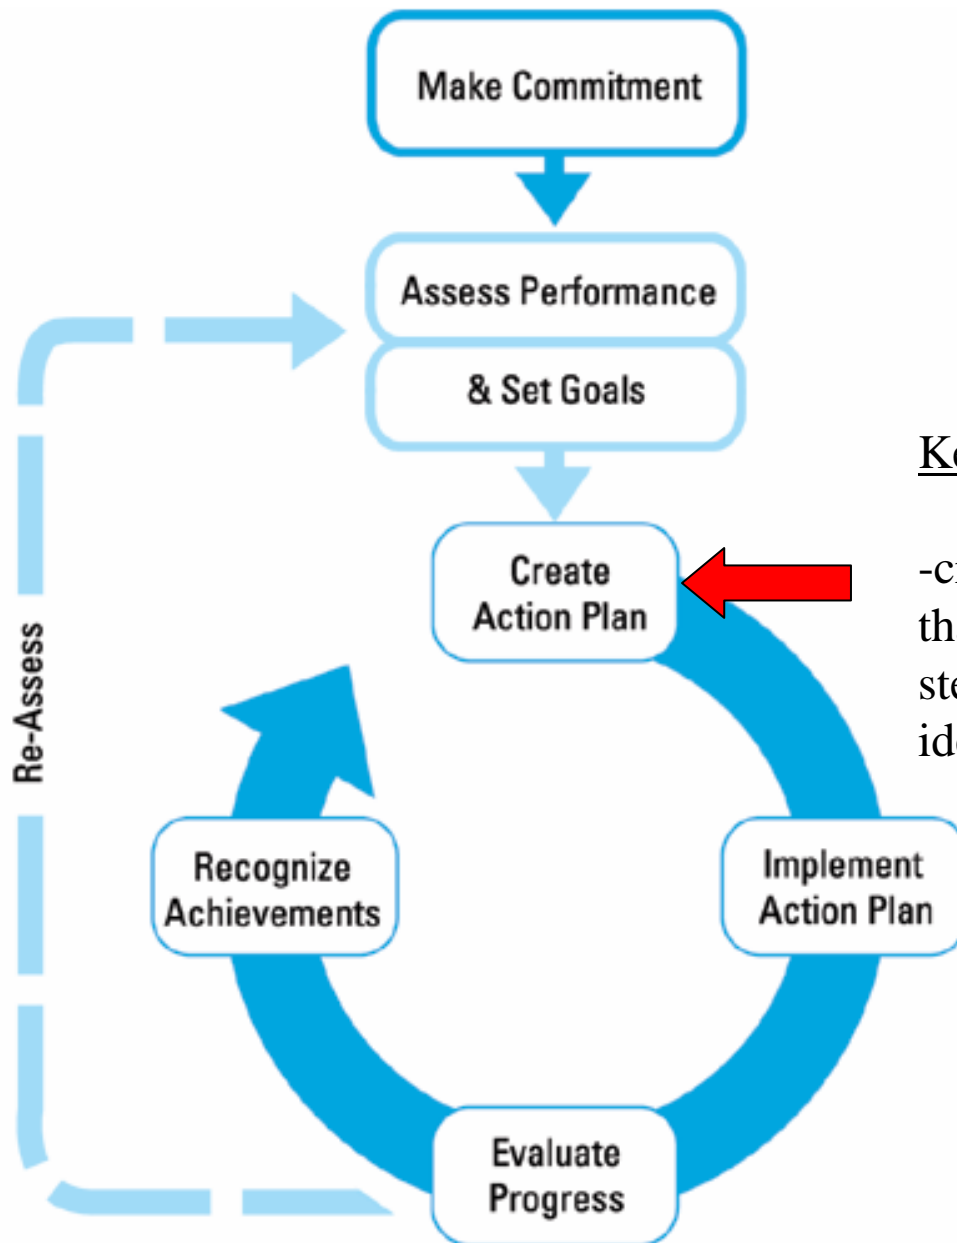 Make Commitment
Assess Performance
& Set Goals
Create
Action Plan
Implement
Action Plan
Evaluate
Progress
Recognize
Achievements
Re-Assess